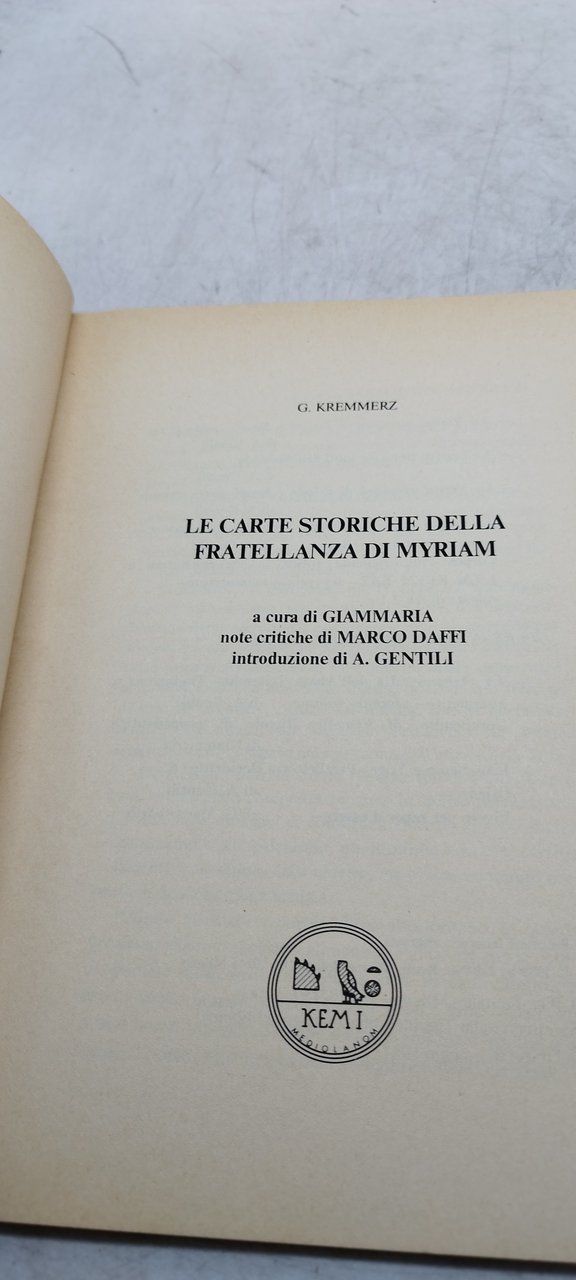 G. KREMMERZ
LE CARTE STORICHE DELLA
FRATELLANZA DI MYRIAM
a cura di GIAMMARIA
note critiche di MARCO DAFFI
introduzione di A. GENTILI
KEMI
MEDIOLANOM